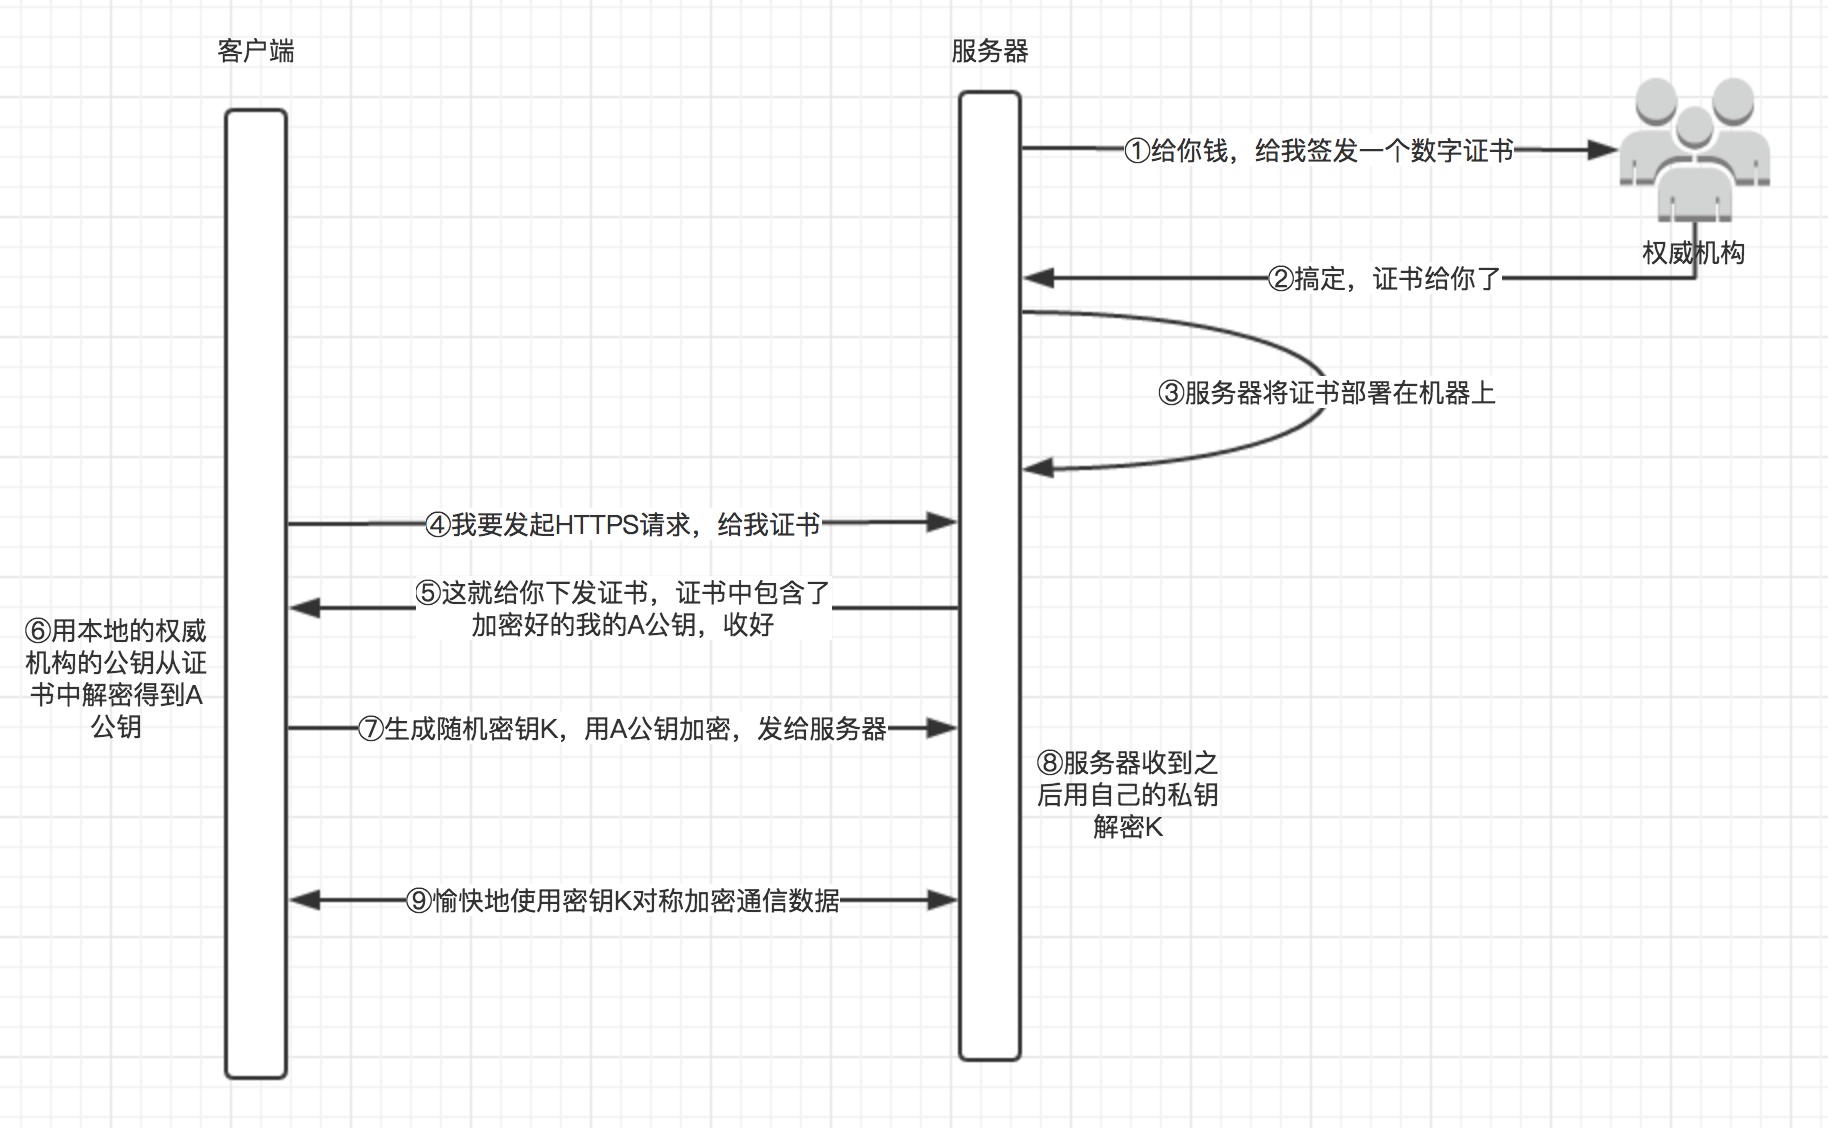 客户端
服务器
①给你钱，给我签发一个数字证书
权威机构
②搞定，证书给你了
③服务器将证书部署在机器上
④我要发起HTTPS请求，给我证书
⑤这就给你下发证书，证书中包含了
加密好的我的A公钥，收好
⑥用本地的权威
机构的公钥从证
书中解密得到A
公钥
⑦生成随机密钥K，用A公钥加密，发给服务器
⑧服务器收到之
后用自己的私钥
解密K
⑨愉快地使用密钥K对称加密通信数据